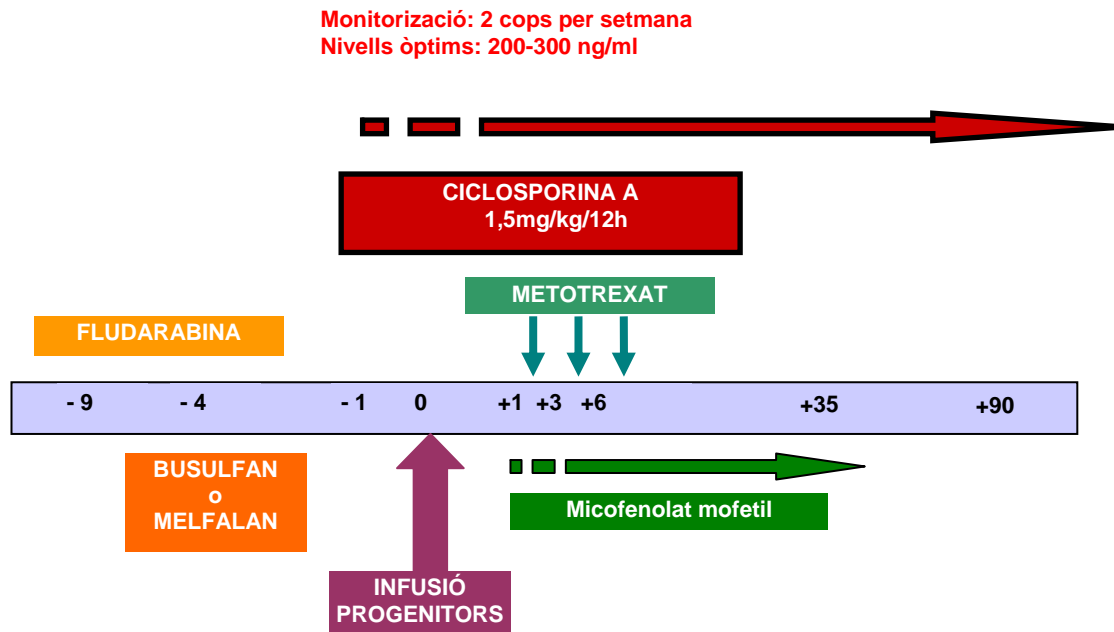 Monitorizació: 2 cops per setmana
Nivells òptims: 200-300 ng/ml
CICLOSPORINA A
1,5mg/kg/12h
METOTREXAT
FLUDARABINA
- 9 - 4 - 1 0 +1 +3 +6 +35 +90
BUSULFAN
o
MELFALAN
Micofenolat mofetil
INFUSIÓ
PROGENITORS